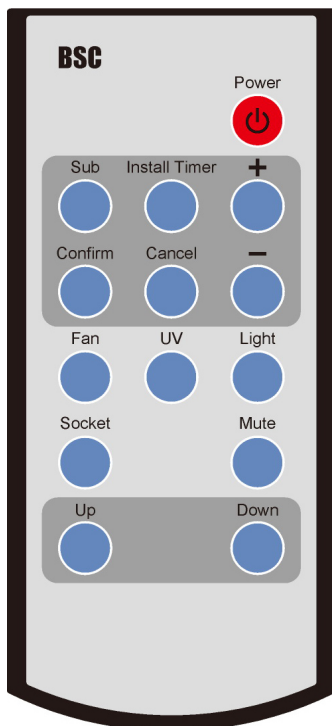 BSC
Power
Sub Install Timer +
Confirm Cancel −
Fan UV Light
Socket Mute
Up Down